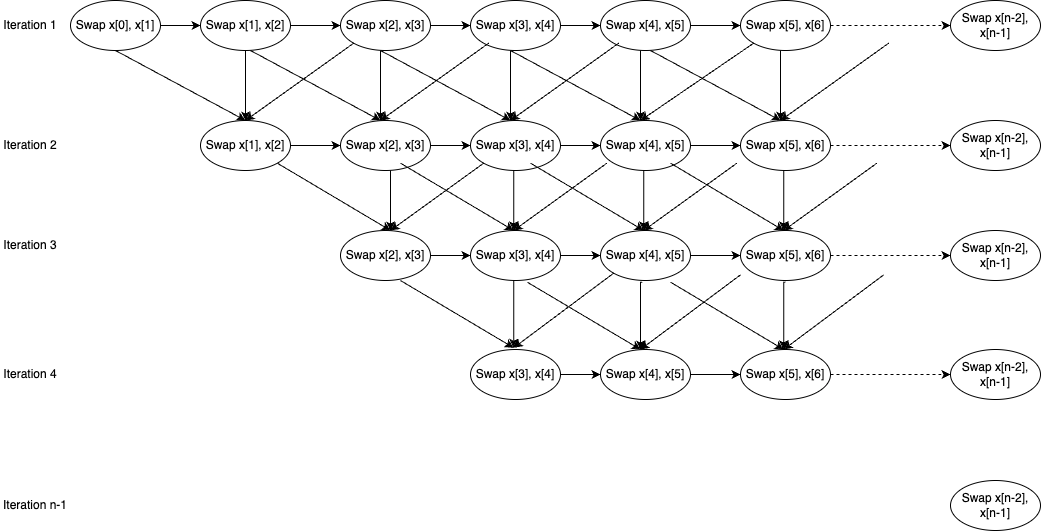 Iteration 1
Swap x[0], x[1]
Swap x[1], x[2]
Swap x[2], x[3]
Swap x[3], x[4]
Swap x[4], x[5]
Swap x[5], x[6]
Swap x[n-2],
x[n-1]
Iteration 2
Swap x[1], x[2]
Swap x[2], x[3]
Swap x[3], x[4]
Swap x[4], x[5]
Swap x[5], x[6]
Swap x[n-2],
x[n-1]
Iteration 3
Swap x[2], x[3]
Swap x[3], x[4]
Swap x[4], x[5]
Swap x[5], x[6]
Swap x[n-2],
x[n-1]
Iteration 4
Swap x[3], x[4]
Swap x[4], x[5]
Swap x[5], x[6]
Swap x[n-2],
x[n-1]
Iteration n-1
Swap x[n-2],
x[n-1]